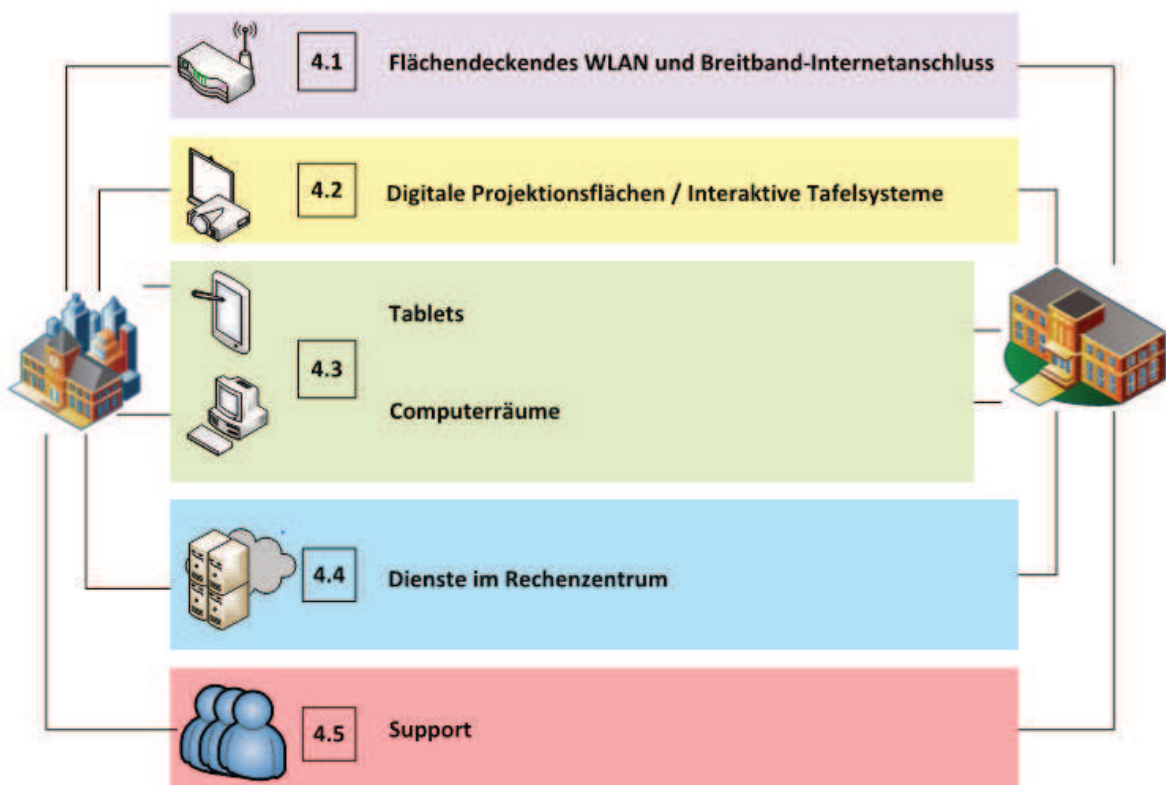 4.1 Flächendeckendes WLAN und Breitband-Internetanschluss
4.2 Digitale Projektionsflächen / Interaktive Tafelsysteme
Tablets
4.3
Computerräume
4.4 Dienste im Rechenzentrum
4.5 Support